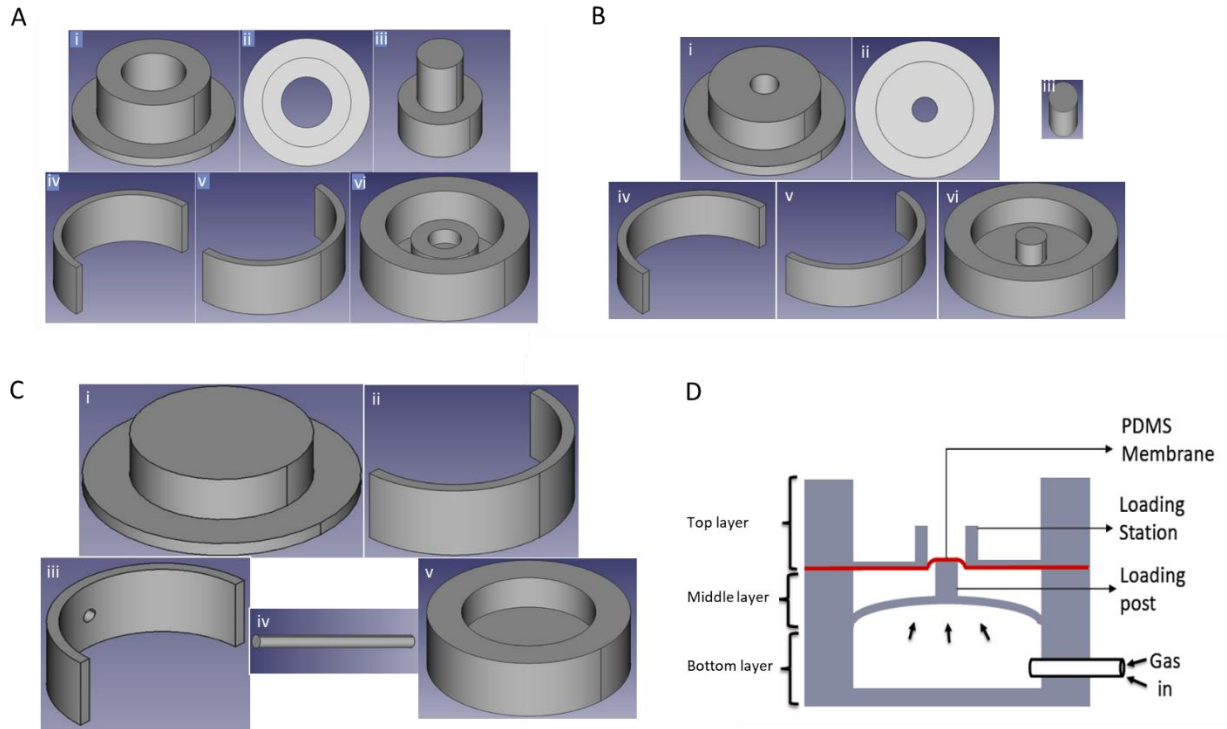 A
i
ii
iii
iv
v
vi
B
i
ii
iii
iv
v
vi
C
i
ii
iii
iv
v
D
PDMS
Membrane
Loading
Station
Loading
post
Gas
in
Top layer
Middle layer
Bottom layer